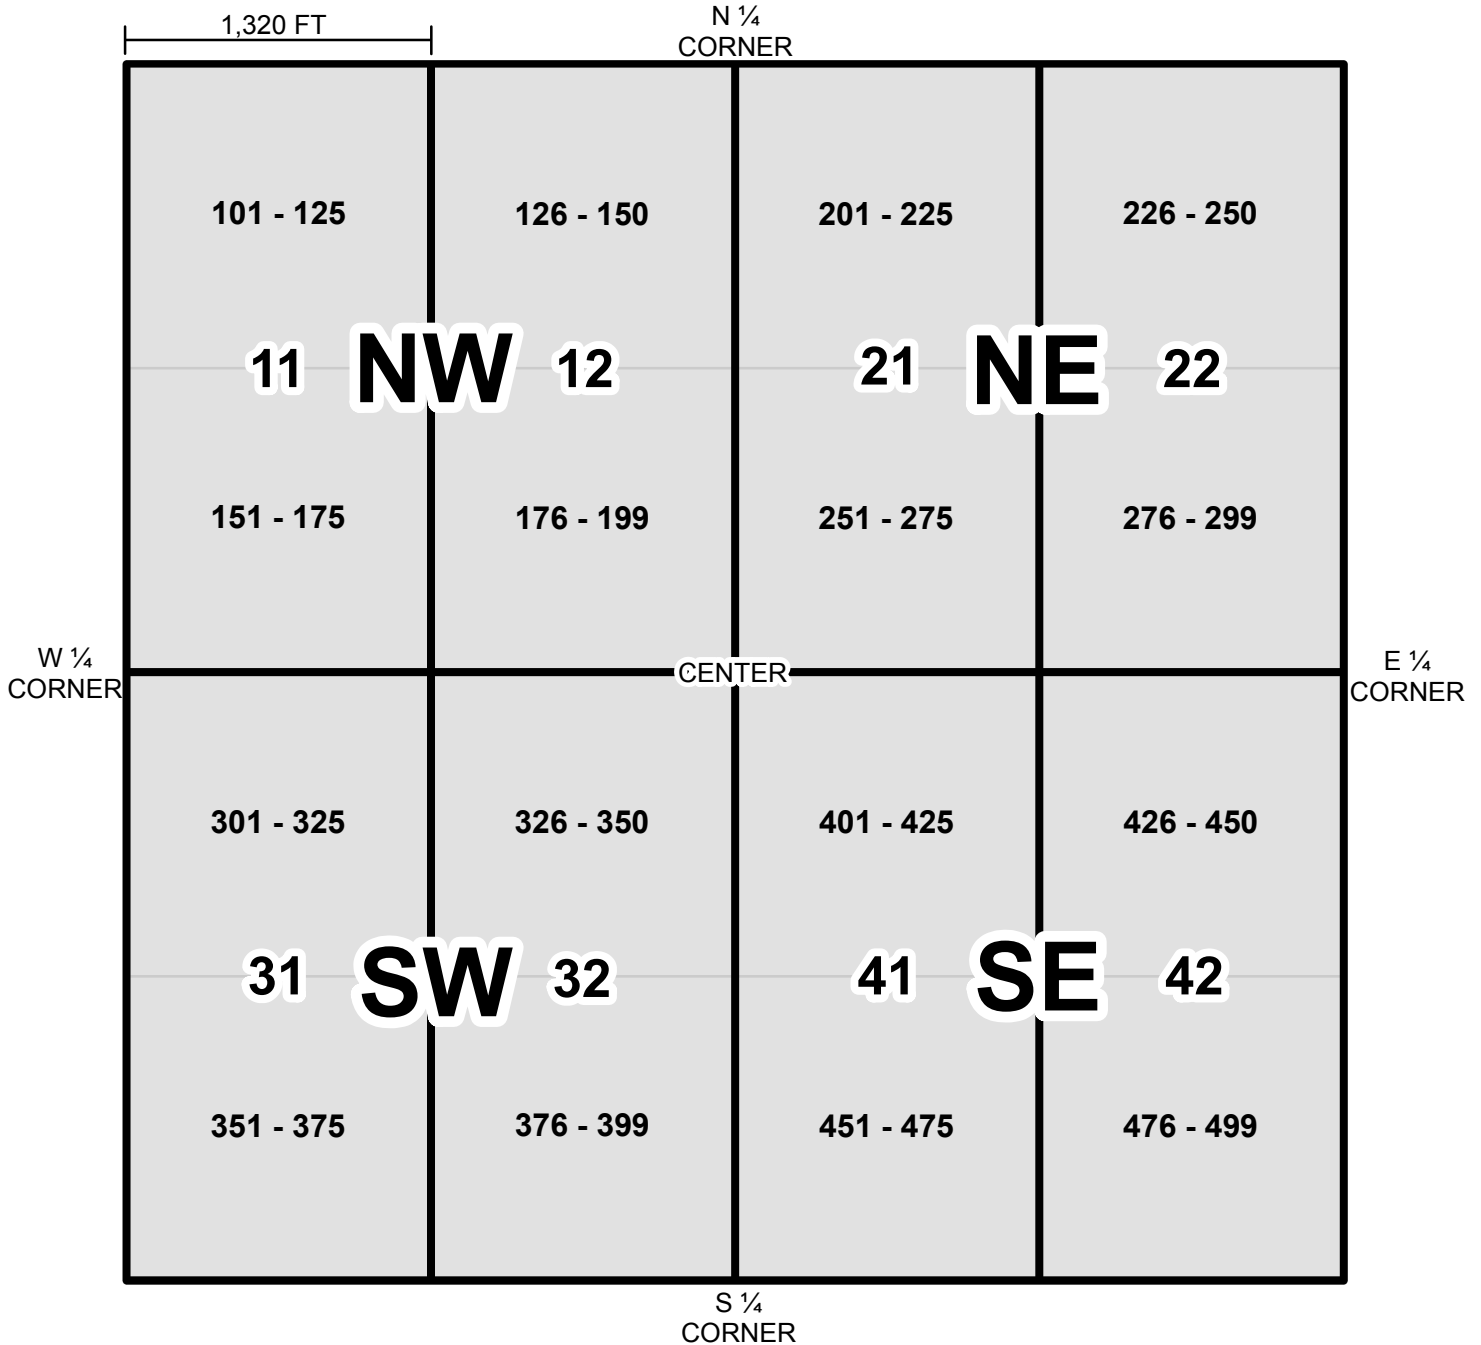 1,320 FT
N ¼
CORNER
101 - 125
126 - 150
201 - 225
226 - 250
11
NW
12
21
NE
22
151 - 175
176 - 199
251 - 275
276 - 299
W ¼
CORNER
CENTER
E ¼
CORNER
301 - 325
326 - 350
401 - 425
426 - 450
31
SW
32
41
SE
42
351 - 375
376 - 399
451 - 475
476 - 499
S ¼
CORNER